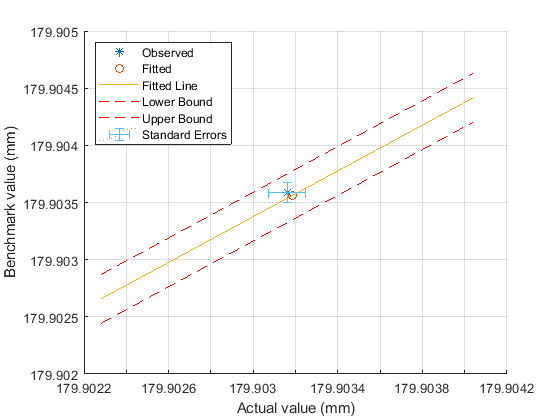 179.905
179.9045
179.904
179.9035
179.903
179.9025
179.902
Benchmark value (mm)
Observed
Fitted
Fitted Line
Lower Bound
Upper Bound
Standard Errors
179.9022 179.9026 179.903 179.9034 179.9038 179.9042
Actual value (mm)